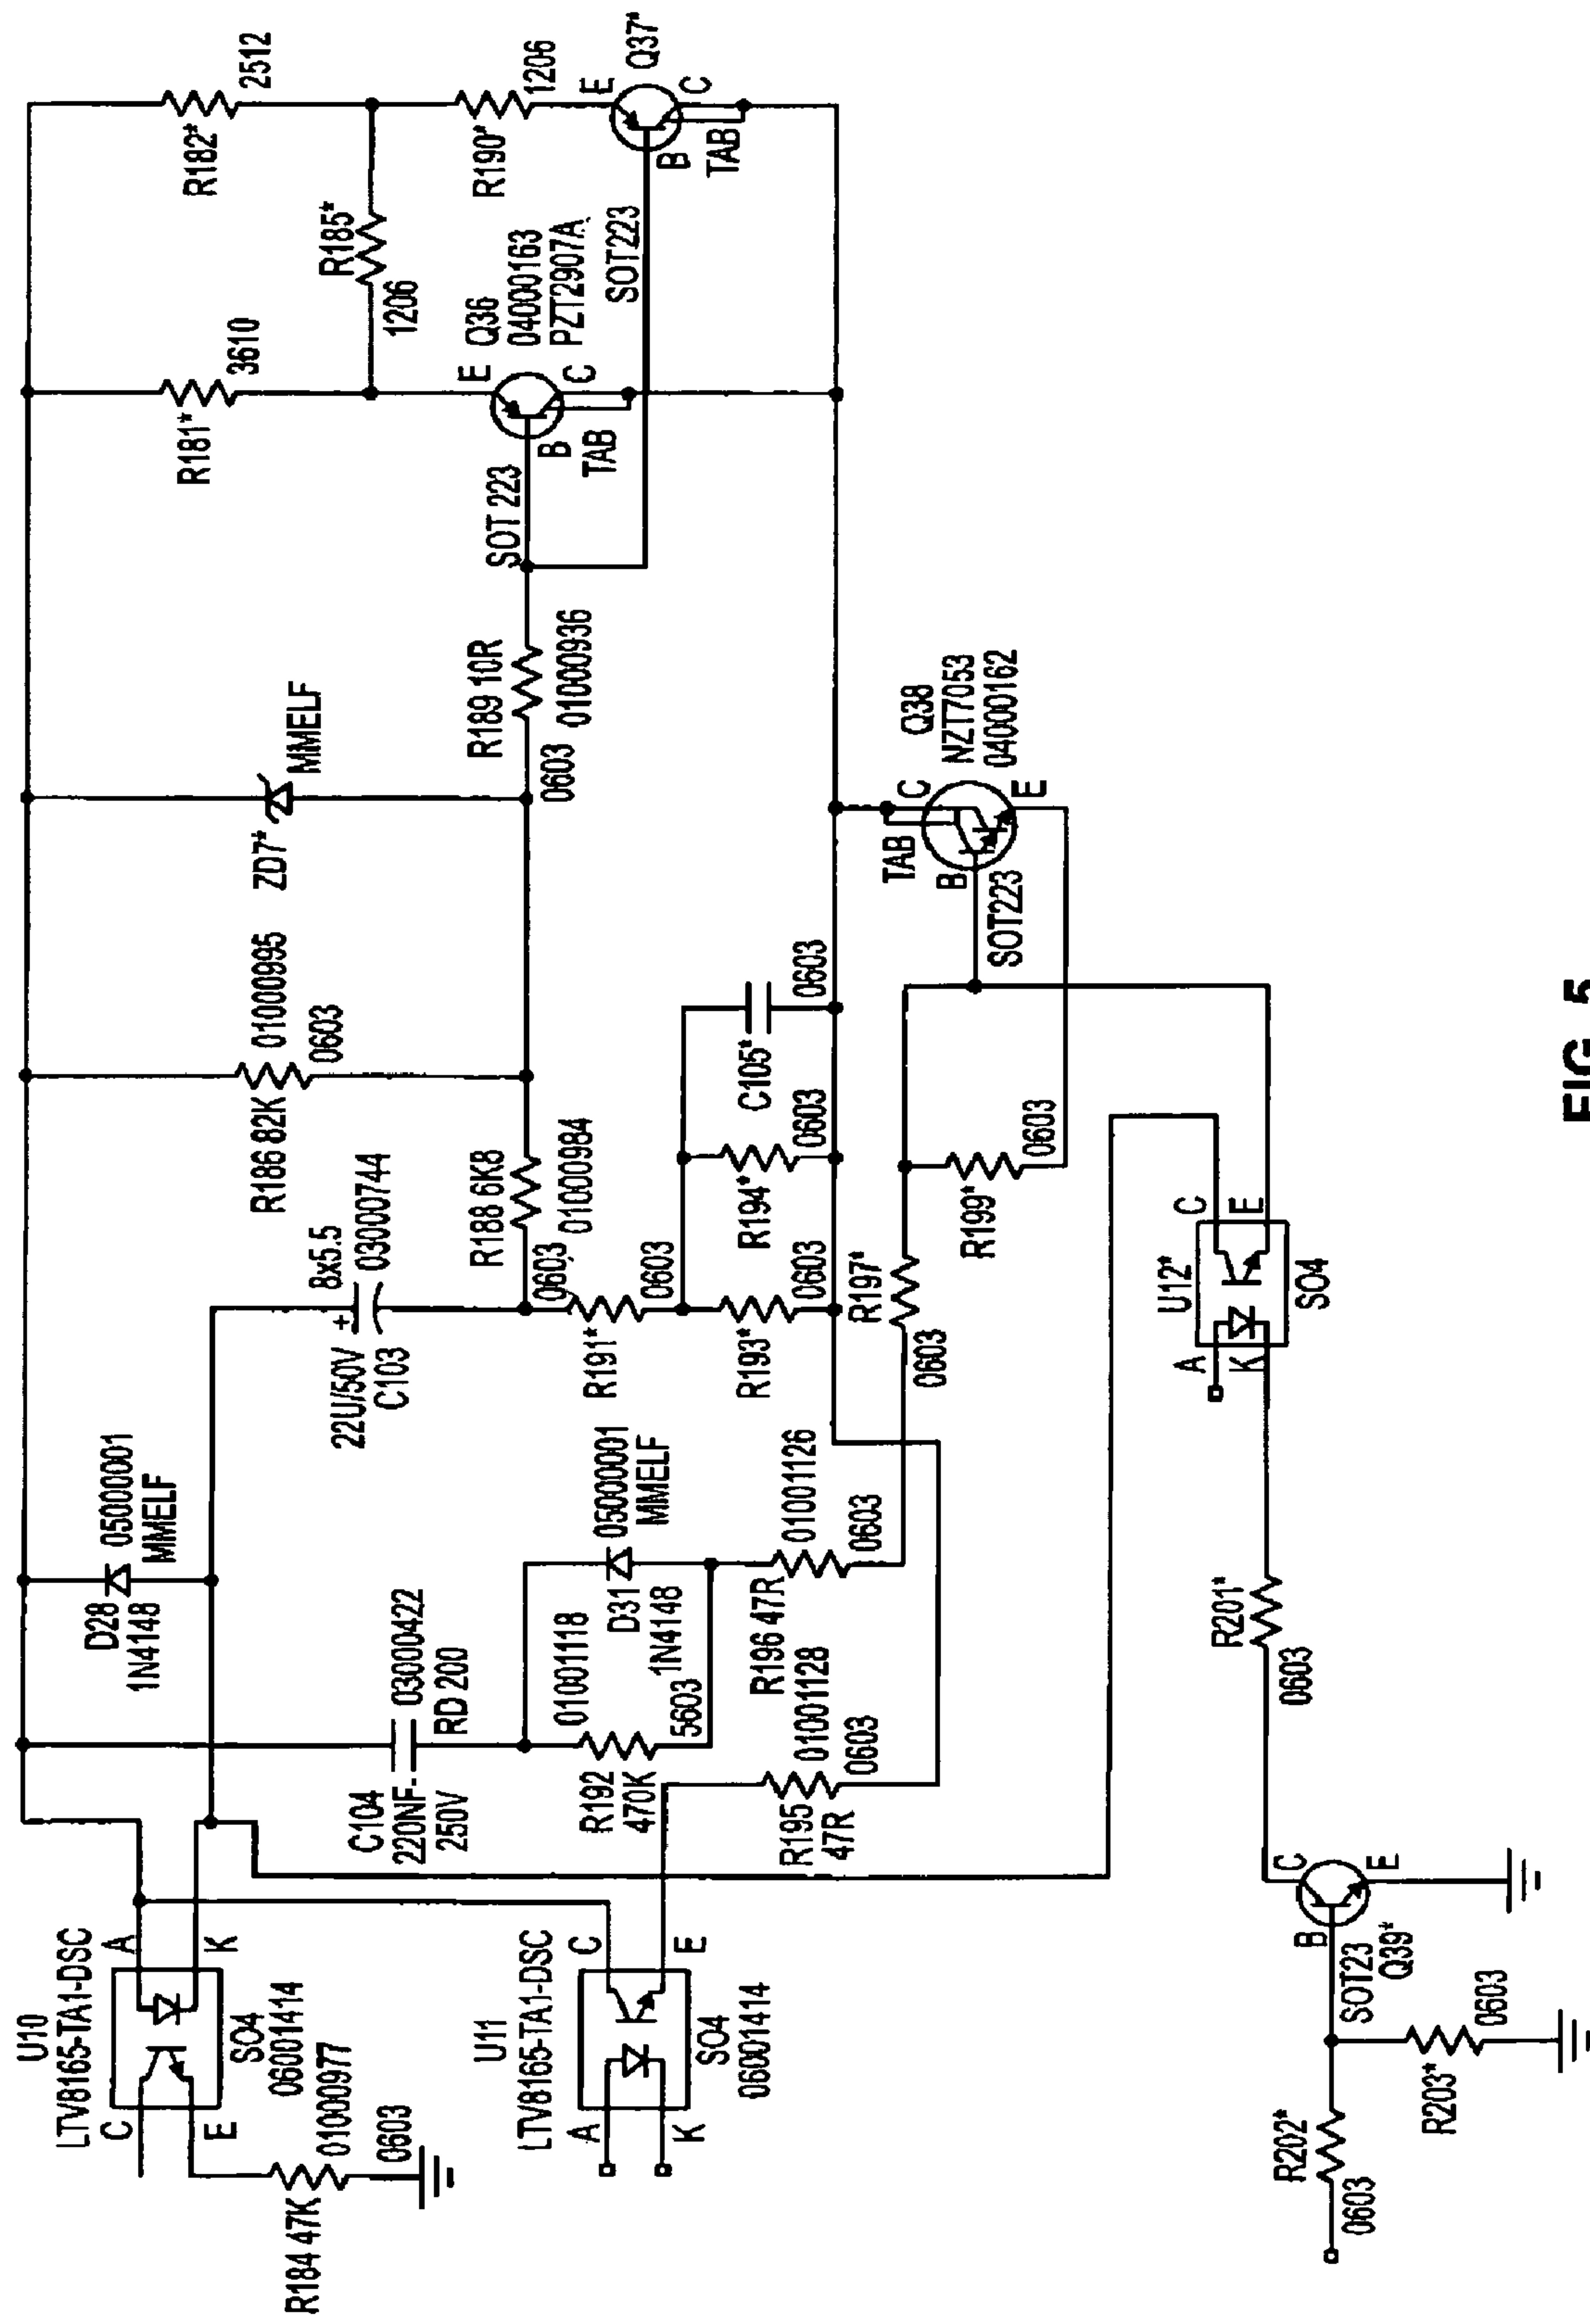 R182*
2512
R181*
3610
R185*
1206
R190*
1206
Q36
04000163
PZT2907A
E
B
C
TAB
SOT 223
E
Q37*
B
C
TAB
SOT223
R189 10R
01000936
0603
ZD7*
MMELF
R186 82K
01000995
0603
R188 6K8
01000984
0603
8x5.5
03000744
+
22U/50V
C103
D28
1N4148
05000001
MMELF
R191*
0603
R193*
0603
R194*
0603
C105*
0603
Q38
NZT7053
04000162
C
TAB
B
E
SOT223
R197*
0603
R199*
0603
C104
220NF-
250V
03000422
RD 200
R192
470K
01001118
5603
D31
1N4148
05000001
MMELF
R196 47R
01001126
0603
R195
47R
01001128
0603
U10
LTV8165-TA1-DSC
A
K
C
E
SO4
06001414
R184 47K
01000977
0603
U11
LTV8165-TA1-DSC
C
E
A
K
SO4
06001414
U12*
C
E
A
K
SO4
R201*
0603
C
B
E
SOT23
Q39*
R202*
0603
R203*
0603
FIG. 5